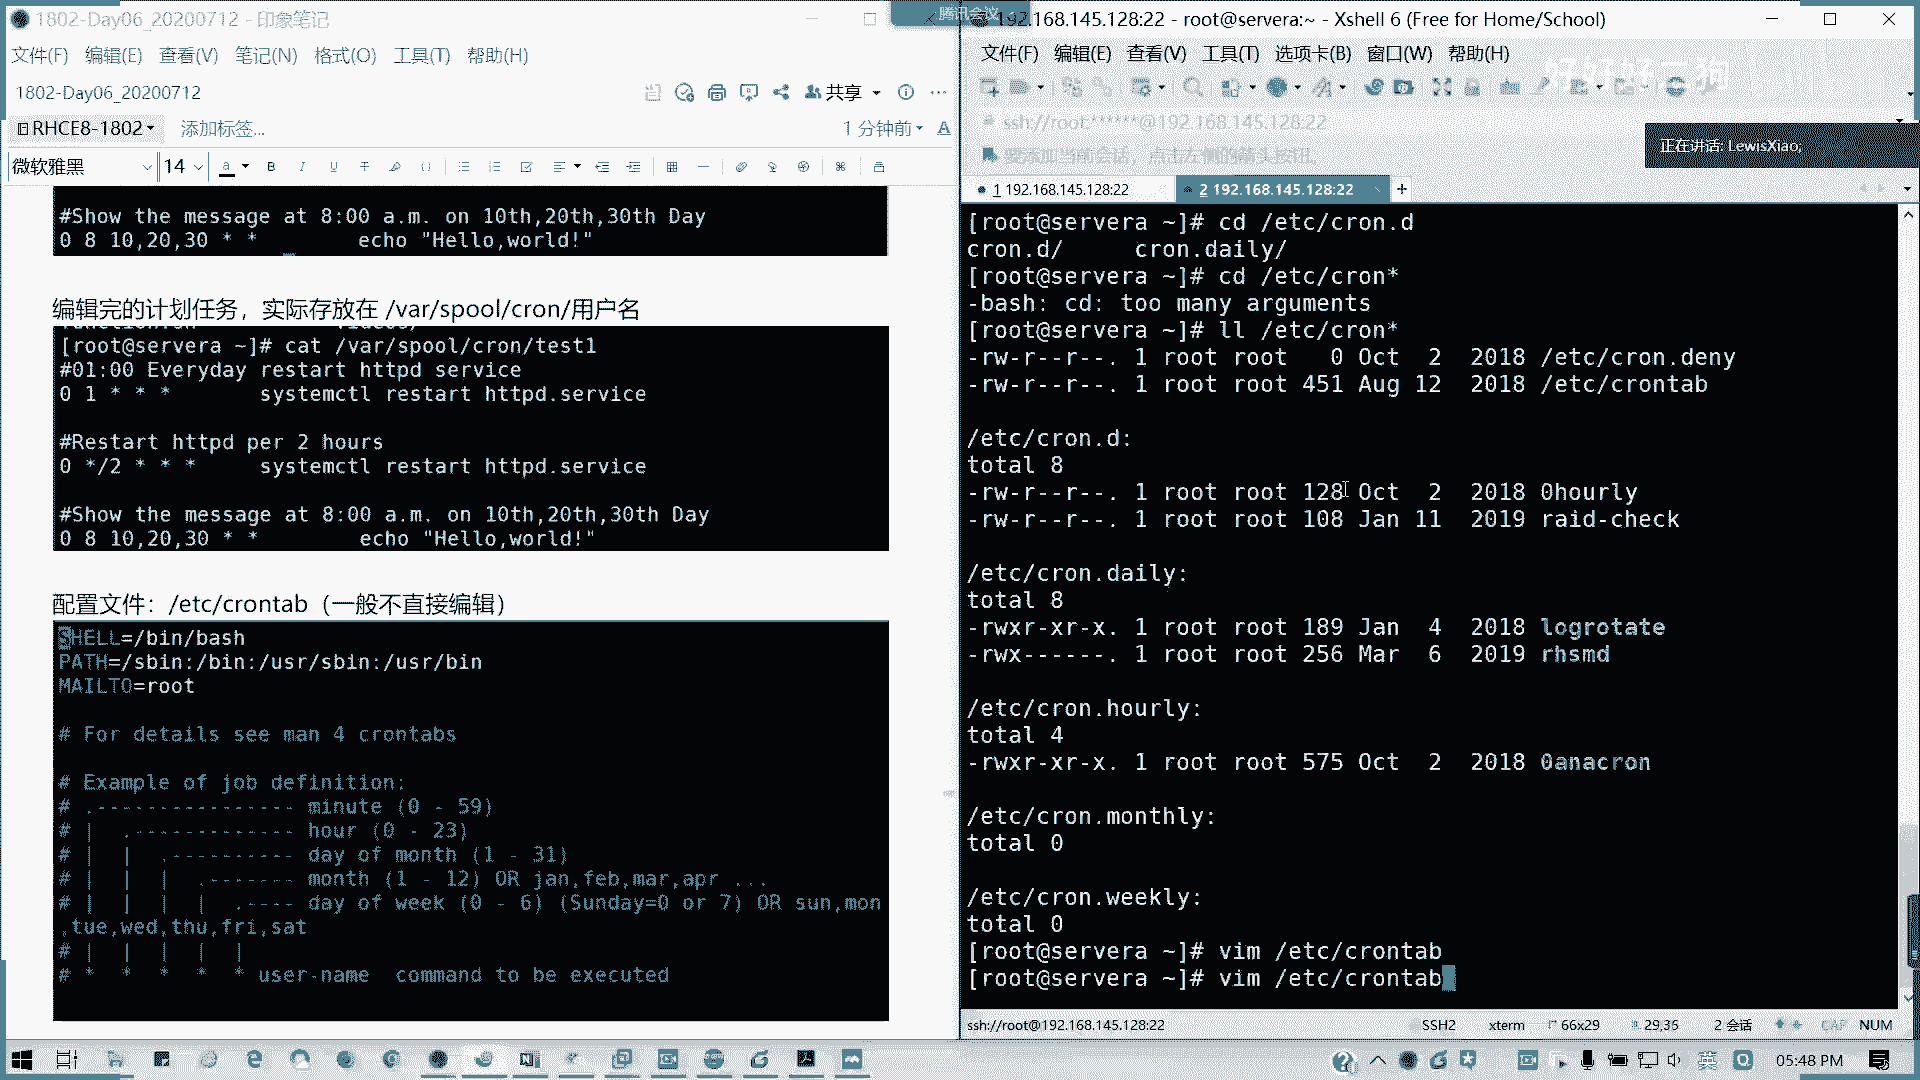 1802-Day06_20200712 - 印象笔记
文件(F) 编辑(E) 查看(V) 笔记(N) 格式(O) 工具(T) 帮助(H)
1802-Day06_20200712
共享
RHCE8-1802
添加标签...
1 分钟前
微软雅黑
14
#Show the message at 8:00 a.m. on 10th,20th,30th Day
0 8 10,20,30 * * echo "Hello,world!"
编辑完的计划任务，实际存放在 /var/spool/cron/用户名
[root@servera ~]# cat /var/spool/cron/test1
#01:00 Everyday restart httpd service
0 1 * * * systemctl restart httpd.service
#Restart httpd per 2 hours
0 */2 * * * systemctl restart httpd.service
#Show the message at 8:00 a.m. on 10th,20th,30th Day
0 8 10,20,30 * * echo "Hello,world!"
配置文件：/etc/crontab（一般不直接编辑）
SHELL=/bin/bash
PATH=/sbin:/bin:/usr/sbin:/usr/bin
MAILTO=root
# For details see man 4 crontabs
# Example of job definition:
# .---------------- minute (0 - 59)
# | .------------- hour (0 - 23)
# | | .---------- day of month (1 - 31)
# | | | .------- month (1 - 12) OR jan,feb,mar,apr ...
# | | | | .---- day of week (0 - 6) (Sunday=0 or 7) OR sun,mon
,tue,wed,thu,fri,sat
# | | | | |
# * * * * * user-name command to be executed
腾讯会议
192.168.145.128:22 - root@servera:~ - Xshell 6 (Free for Home/School)
文件(F) 编辑(E) 查看(V) 工具(T) 选项卡(B) 窗口(W) 帮助(H)
ssh://root:******@192.168.145.128:22
要添加当前会话，点击左侧的箭头按钮。
正在讲话: LewisXiao;
1 192.168.145.128:22
2 192.168.145.128:22
[root@servera ~]# cd /etc/cron.d
cron.d/ cron.daily/
[root@servera ~]# cd /etc/cron*
-bash: cd: too many arguments
[root@servera ~]# ll /etc/cron*
-rw-r--r--. 1 root root 0 Oct 2 2018 /etc/cron.deny
-rw-r--r--. 1 root root 451 Aug 12 2018 /etc/crontab
/etc/cron.d:
total 8
-rw-r--r--. 1 root root 128 Oct 2 2018 0hourly
-rw-r--r--. 1 root root 108 Jan 11 2019 raid-check
/etc/cron.daily:
total 8
-rwxr-xr-x. 1 root root 189 Jan 4 2018 logrotate
-rwx------. 1 root root 256 Mar 6 2019 rhsmd
/etc/cron.hourly:
total 4
-rwxr-xr-x. 1 root root 575 Oct 2 2018 0anacron
/etc/cron.monthly:
total 0
/etc/cron.weekly:
total 0
[root@servera ~]# vim /etc/crontab
[root@servera ~]# vim /etc/crontab
ssh://root@192.168.145.128:22
SSH2 xterm 66x29 29,35 2 会话 CAP NUM
英
05:48 PM